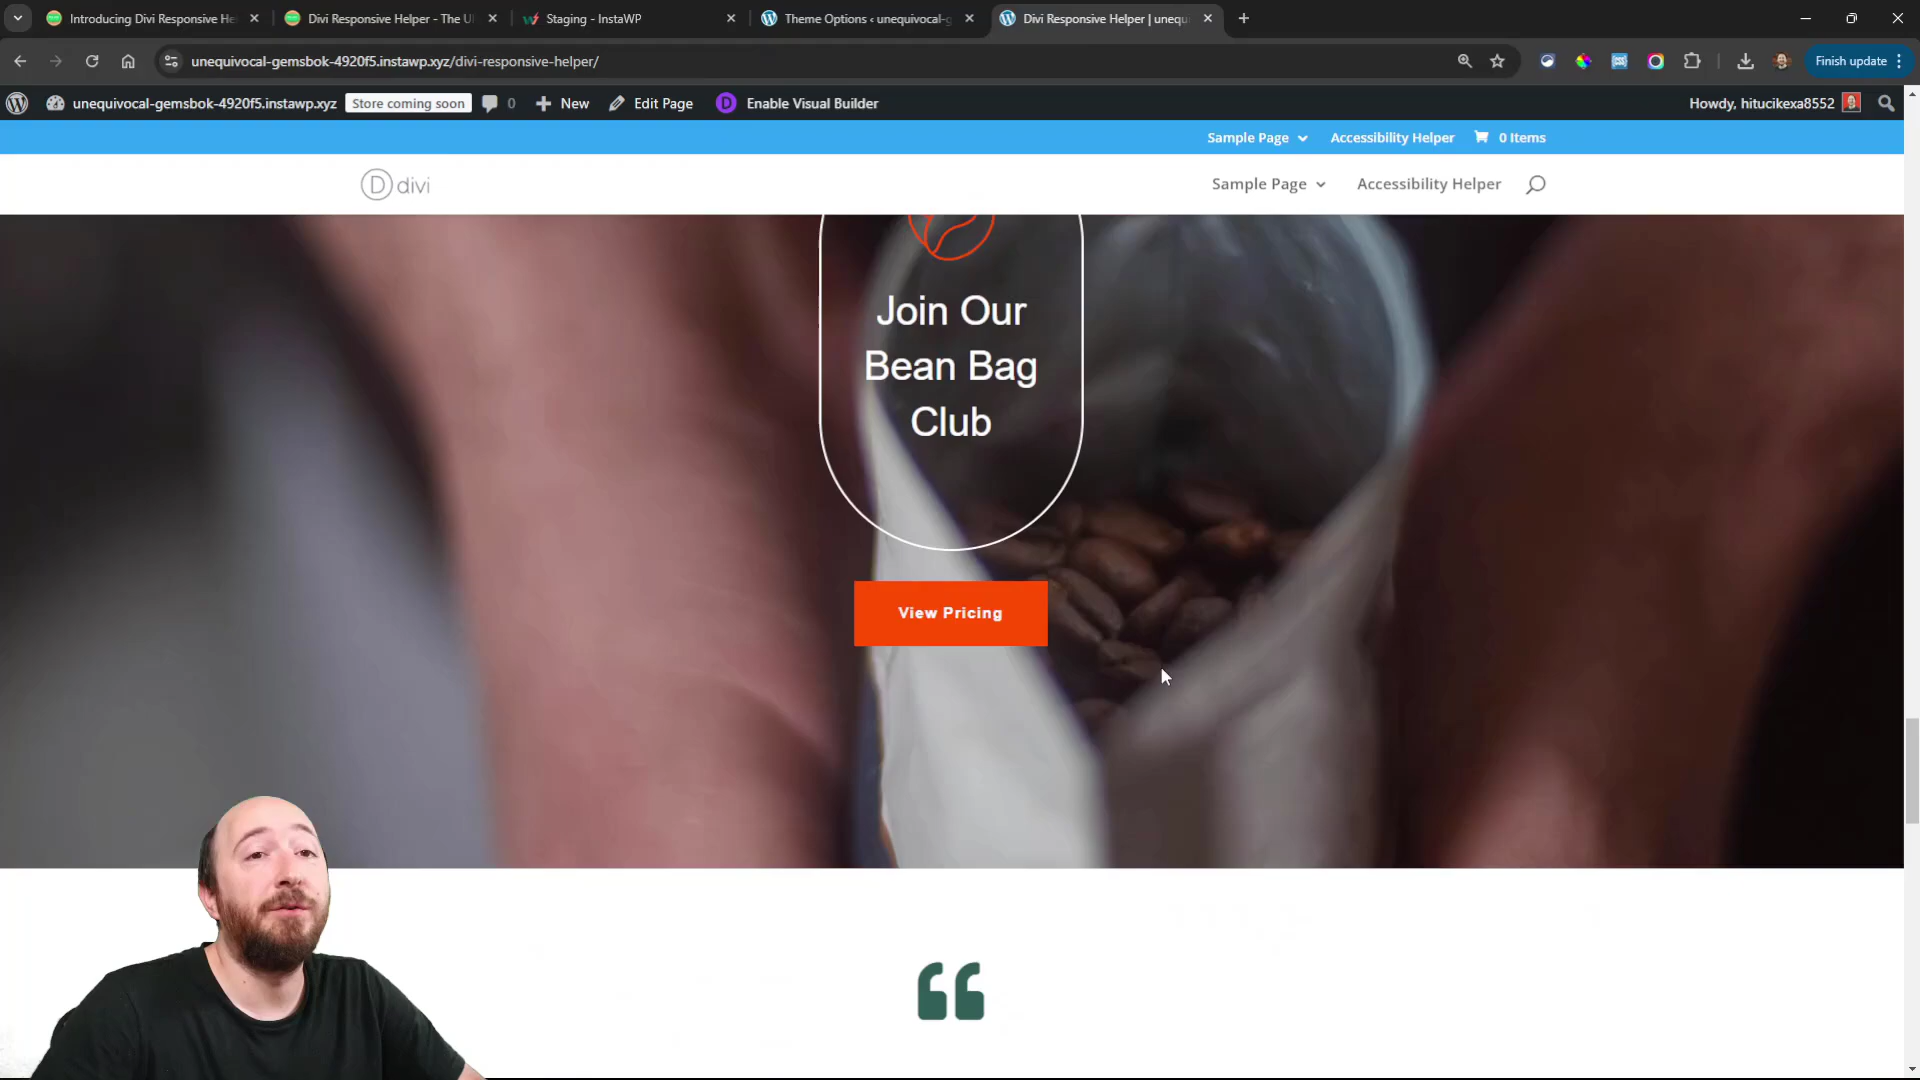 Introducing Divi Responsive He
Divi Responsive Helper - The Ul
Staging - InstaWP
Theme Options ‹ unequivocal-g
Divi Responsive Helper | unequ
unequivocal-gemsbok-4920f5.instawp.xyz/divi-responsive-helper/
Finish update
unequivocal-gemsbok-4920f5.instawp.xyz
Store coming soon
0
New
Edit Page
D
Enable Visual Builder
Howdy, hitucikexa8552
Sample Page
Accessibility Helper
0 Items
D divi
Sample Page
Accessibility Helper
Join Our
Bean Bag
Club
View Pricing